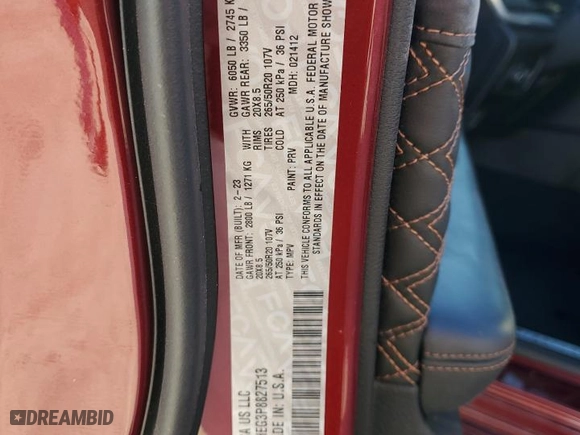 A US LLC
DATE OF MFR (BUILT): 2-23
GVWR: 6050 LB / 2745 K
GAWR FRONT: 2800 LB / 1271 KG WITH GAWR REAR: 3350 LB /
20X8.5 RIMS 20X8.5
265/50R20 107V TIRES 265/50R20 107V
AT 250 kPa / 36 PSI COLD AT 250 kPa / 36 PSI
TYPE: MPV PAINT: PRV MDH: 021412
THIS VEHICLE CONFORMS TO ALL APPLICABLE U.S.A. FEDERAL MOTOR
STANDARDS IN EFFECT ON THE DATE OF MANUFACTURE SHOW
EG3P8827513
DE IN: U.S.A.
DREAMBID.COM